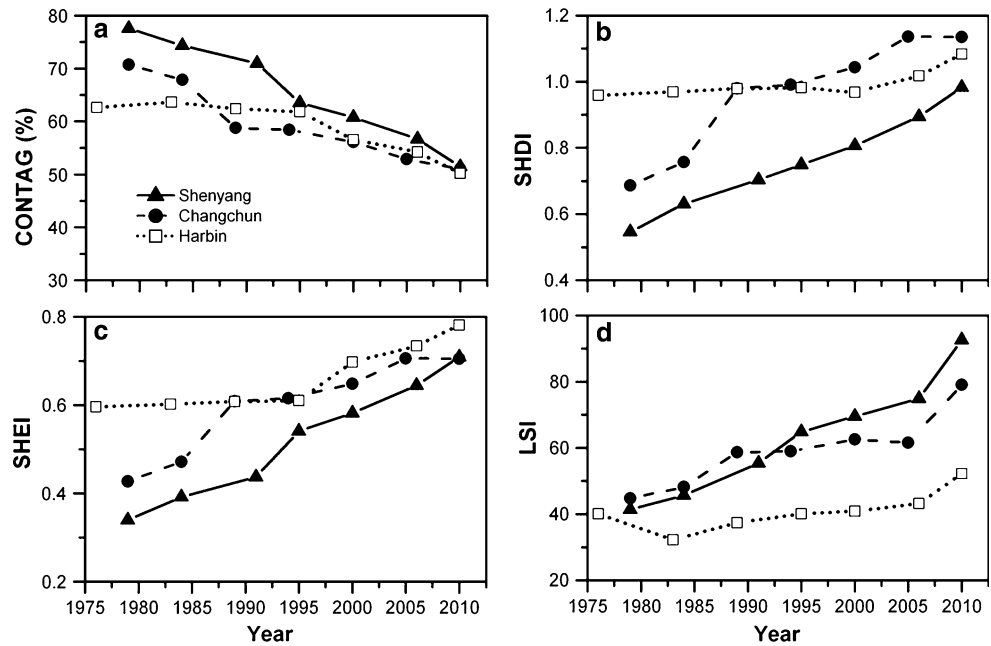 a
80
70
60
50
40
30
CONTAG (%)
Shenyang
Changchun
Harbin
b
1.2
1.0
0.8
0.6
0.4
SHDI
c
0.8
0.6
0.4
0.2
SHEI
1975 1980 1985 1990 1995 2000 2005 2010
Year
d
100
80
60
40
20
LSI
1975 1980 1985 1990 1995 2000 2005 2010
Year